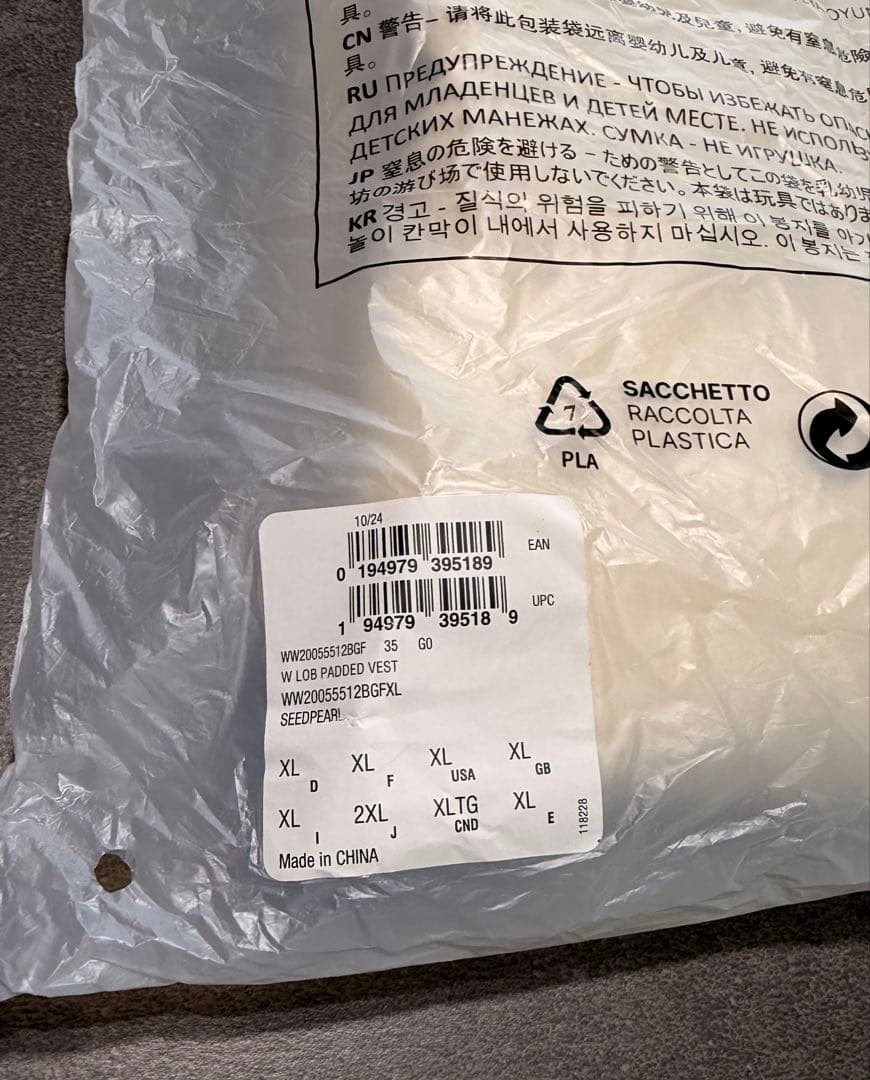 具。
CN 警告– 请将此包装袋远离婴幼儿及儿童, 避免有窒息危
具。
RU ПРЕДУПРЕЖДЕНИЕ - ЧТОБЫ ИЗБЕЖАТЬ
ДЛЯ МЛАДЕНЦЕВ И ДЕТЕЙ МЕСТЕ. НЕ
ДЕТСКИХ МАНЕЖАХ. СУМКА - НЕ ИГРУШКА.
JP 窒息の危険を避ける – ための警告としてこの袋を乳幼児
坊の遊び場で使用しないでください。本袋は玩具ではありま
KR 경고 - 질식의 위험을 피하기 위해 이 봉지를
놀이 칸막이 내에서 사용하지 마십시오. 이 봉지는
7
PLA
SACCHETTO
RACCOLTA
PLASTICA
10/24
EAN
0 194979 395189
UPC
1 94979 39518 9
WW20055512BGF 35 G0
W LOB PADDED VEST
WW20055512BGFXL
SEEDPEARL
XL D XL F XL USA XL GB
XL I 2XL J XLTG CND XL E
118228
Made in CHINA